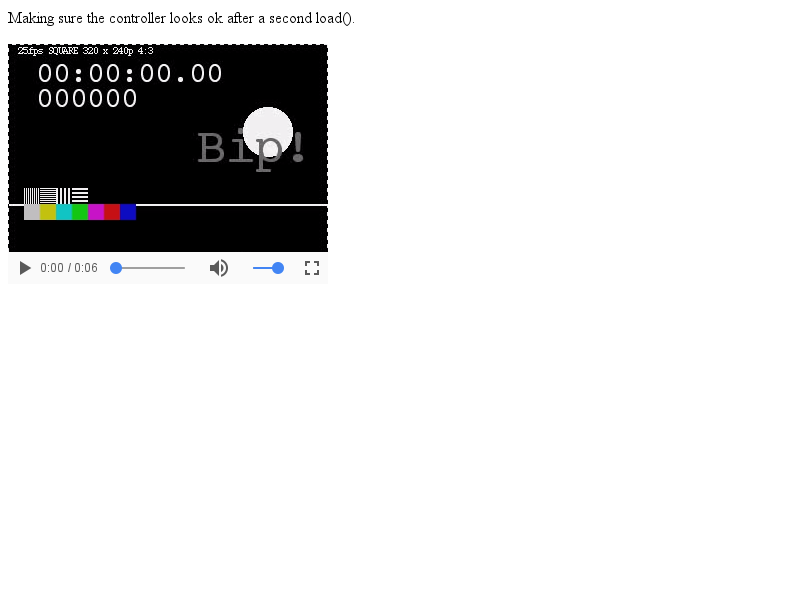 Making sure the controller looks ok after a second load().
25fps SQUARE 320 x 240p 4:3
00:00:00.00
000000
Bip!
0:00 / 0:06